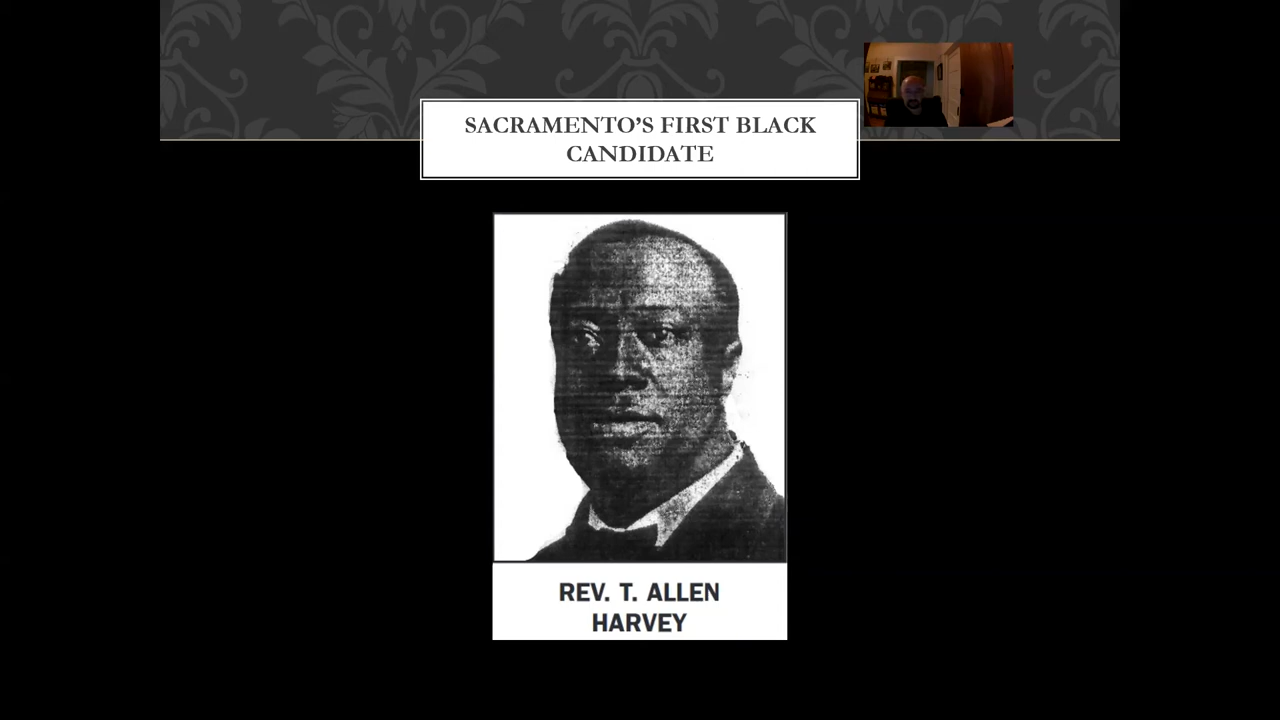 SACRAMENTO’S FIRST BLACK
CANDIDATE
REV. T. ALLEN
HARVEY